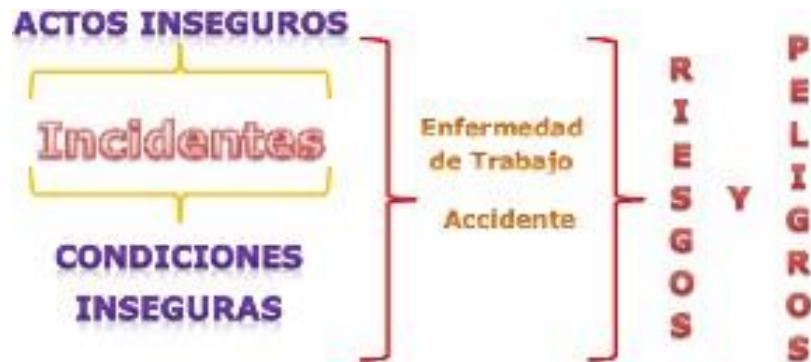 ACTOS INSEGUROS
Incidentes
CONDICIONES
INSEGURAS
Enfermedad
de Trabajo
Accidente
RIESGOS
Y
PELIGROS